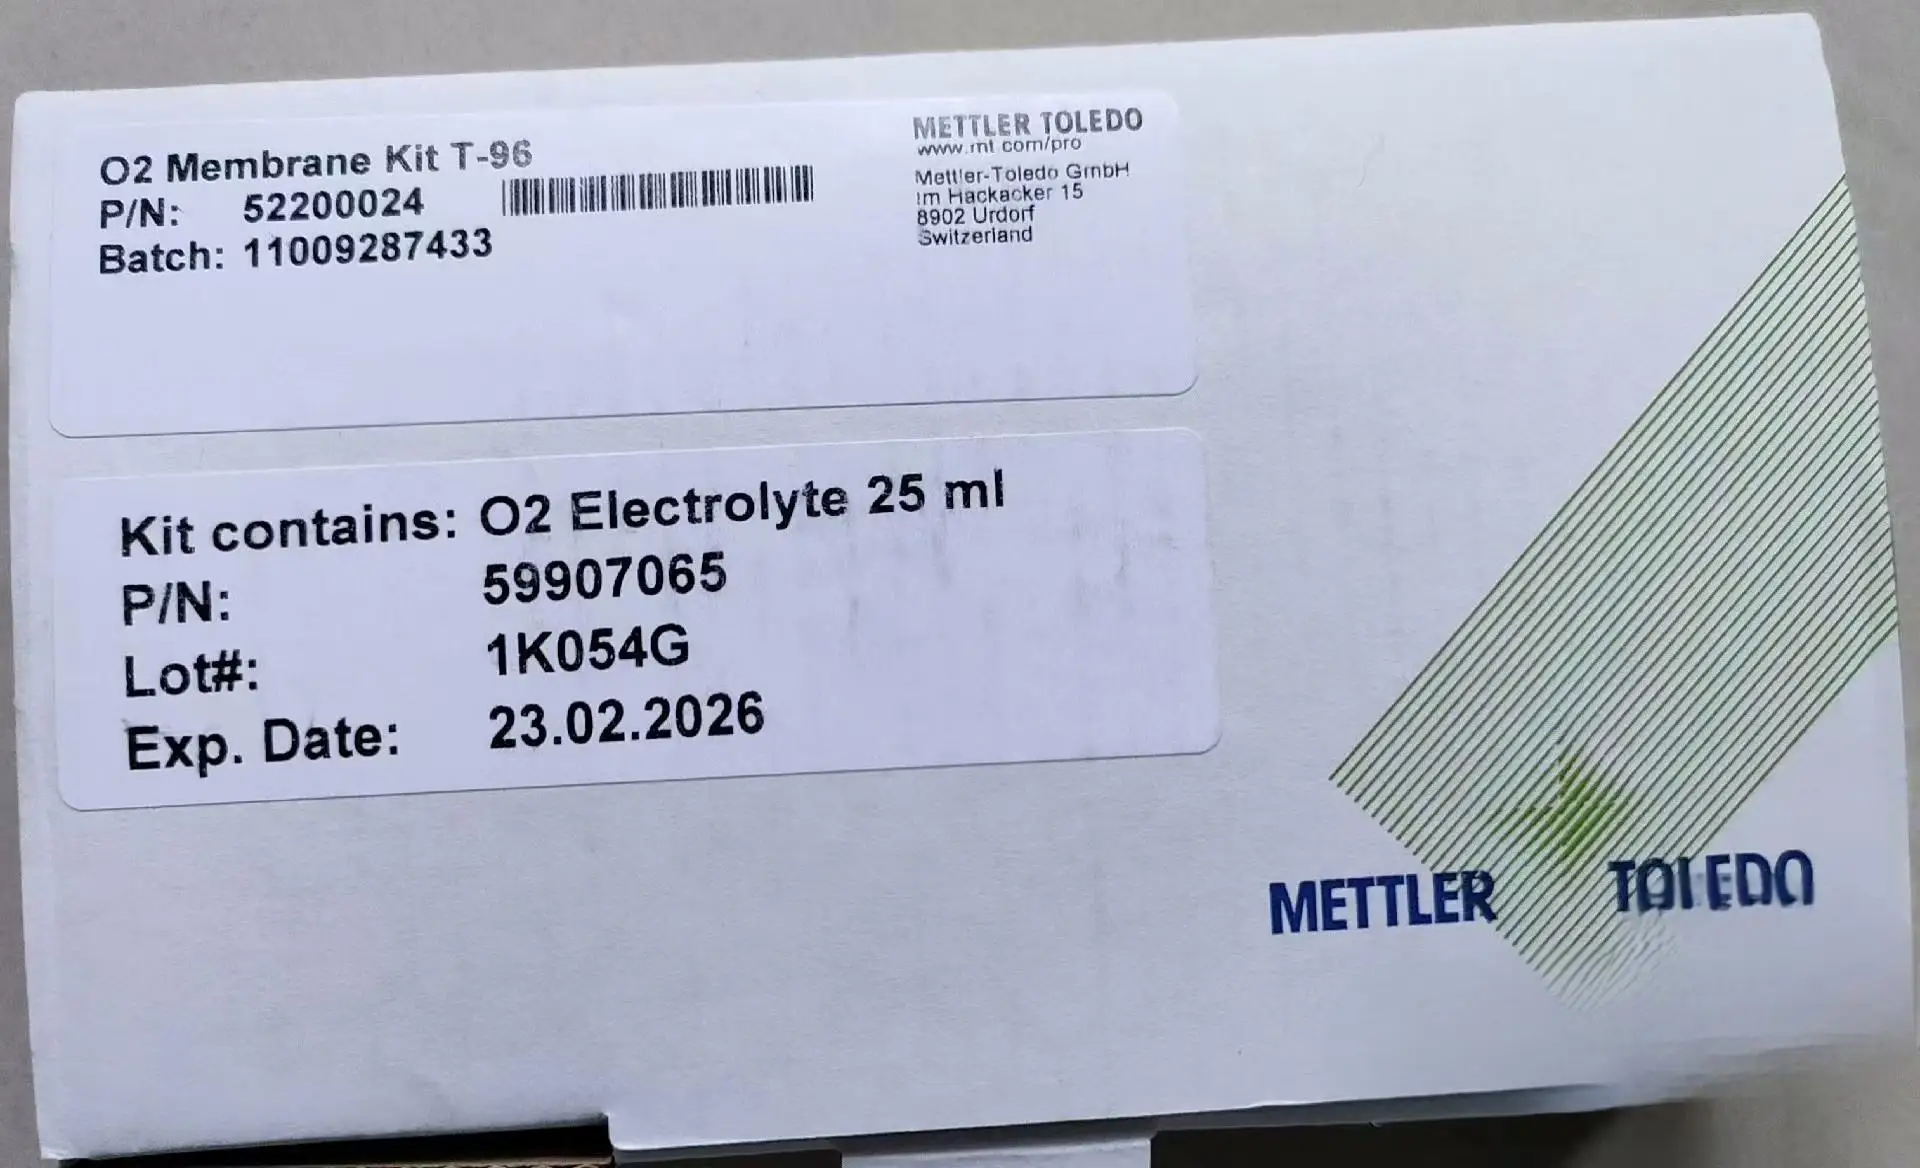 O2 Membrane Kit T-96
P/N: 52200024
Batch: 11009287433
METTLER TOLEDO
www.mt.com/pro
Mettler-Toledo GmbH
Im Hackacker 15
8902 Urdorf
Switzerland
Kit contains: O2 Electrolyte 25 ml
P/N: 59907065
Lot#: 1K054G
Exp. Date: 23.02.2026
METTLER TOLEDO